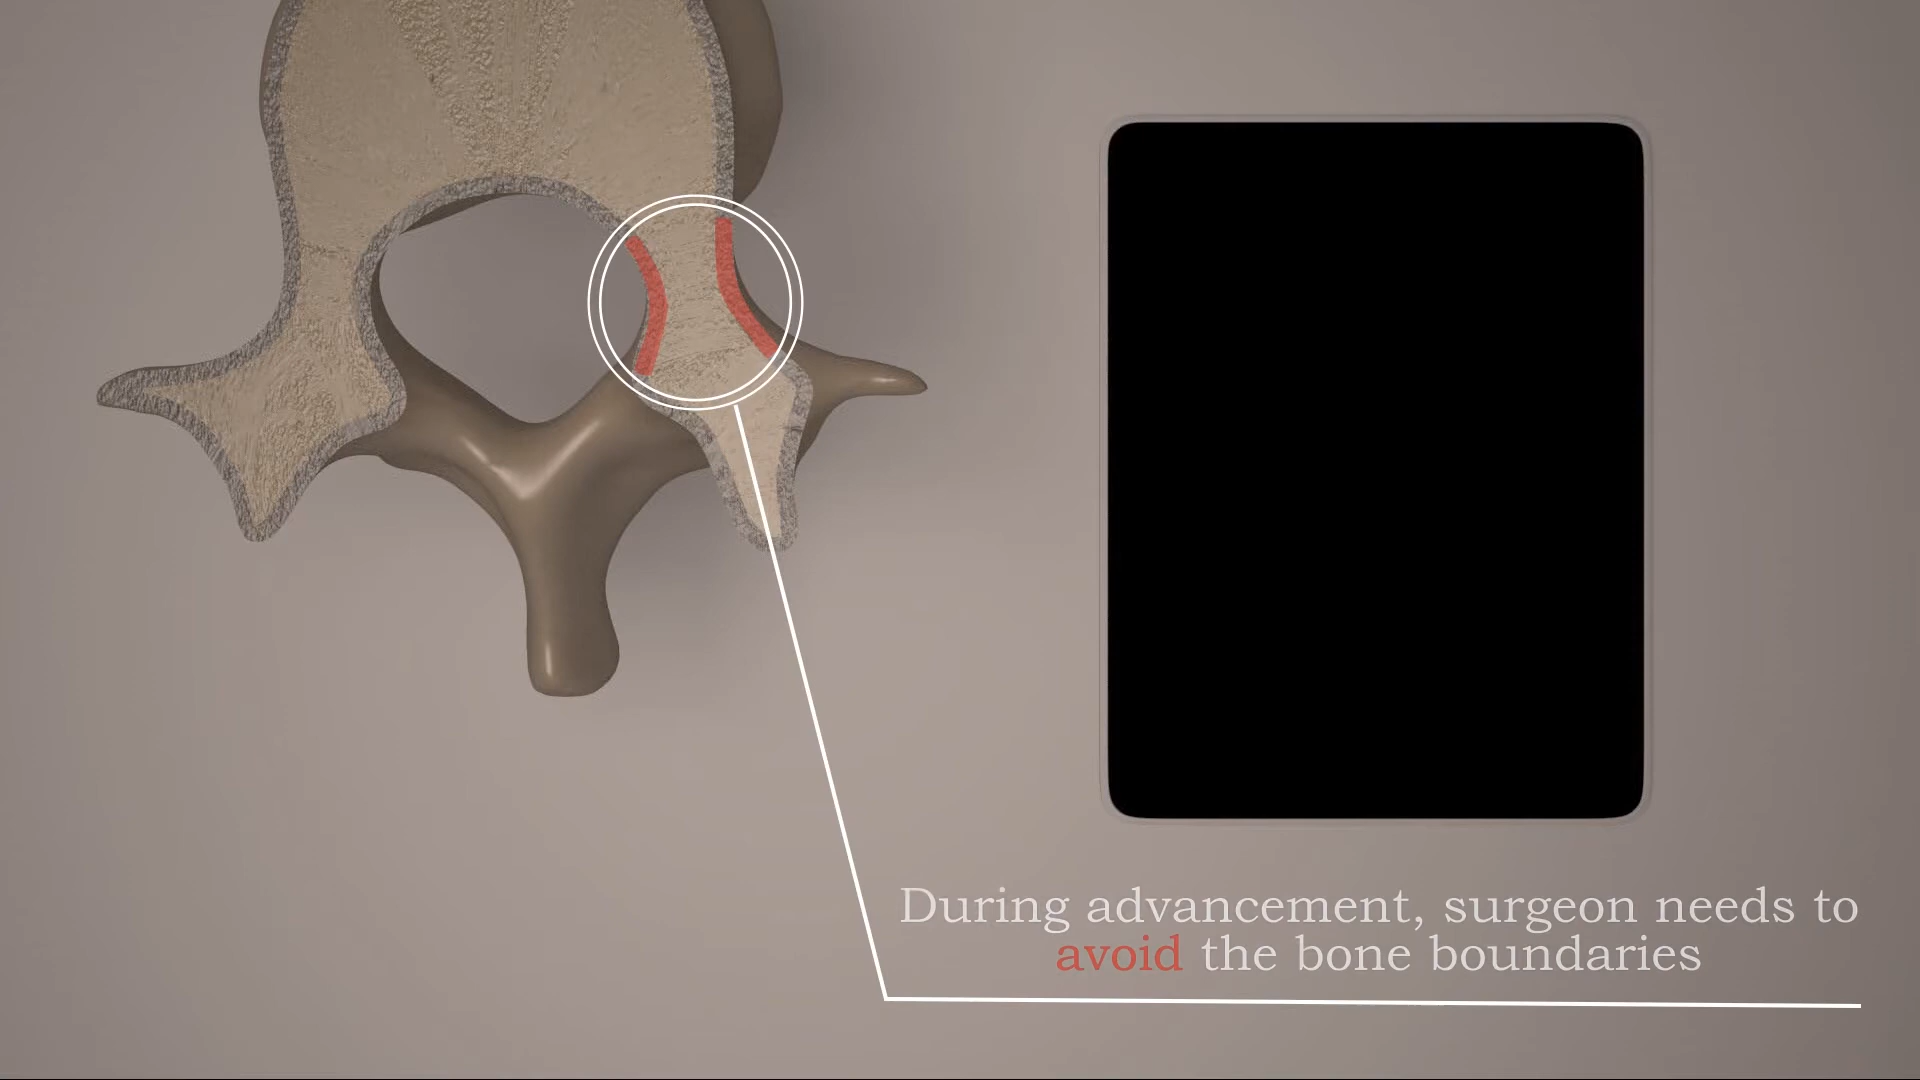 During advancement, surgeon needs to
avoid the bone boundaries